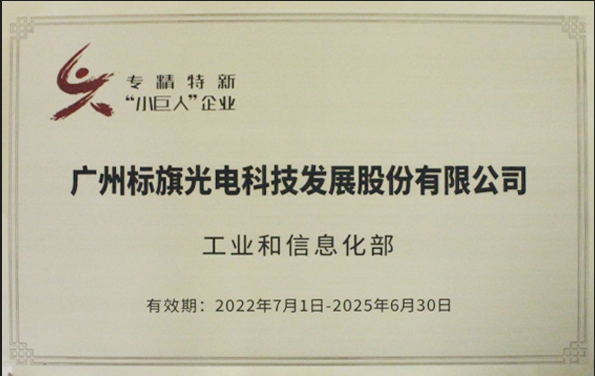 专精特新
“小巨人”企业
广州标旗光电科技发展股份有限公司
工业和信息化部
有效期：2022年7月1日-2025年6月30日